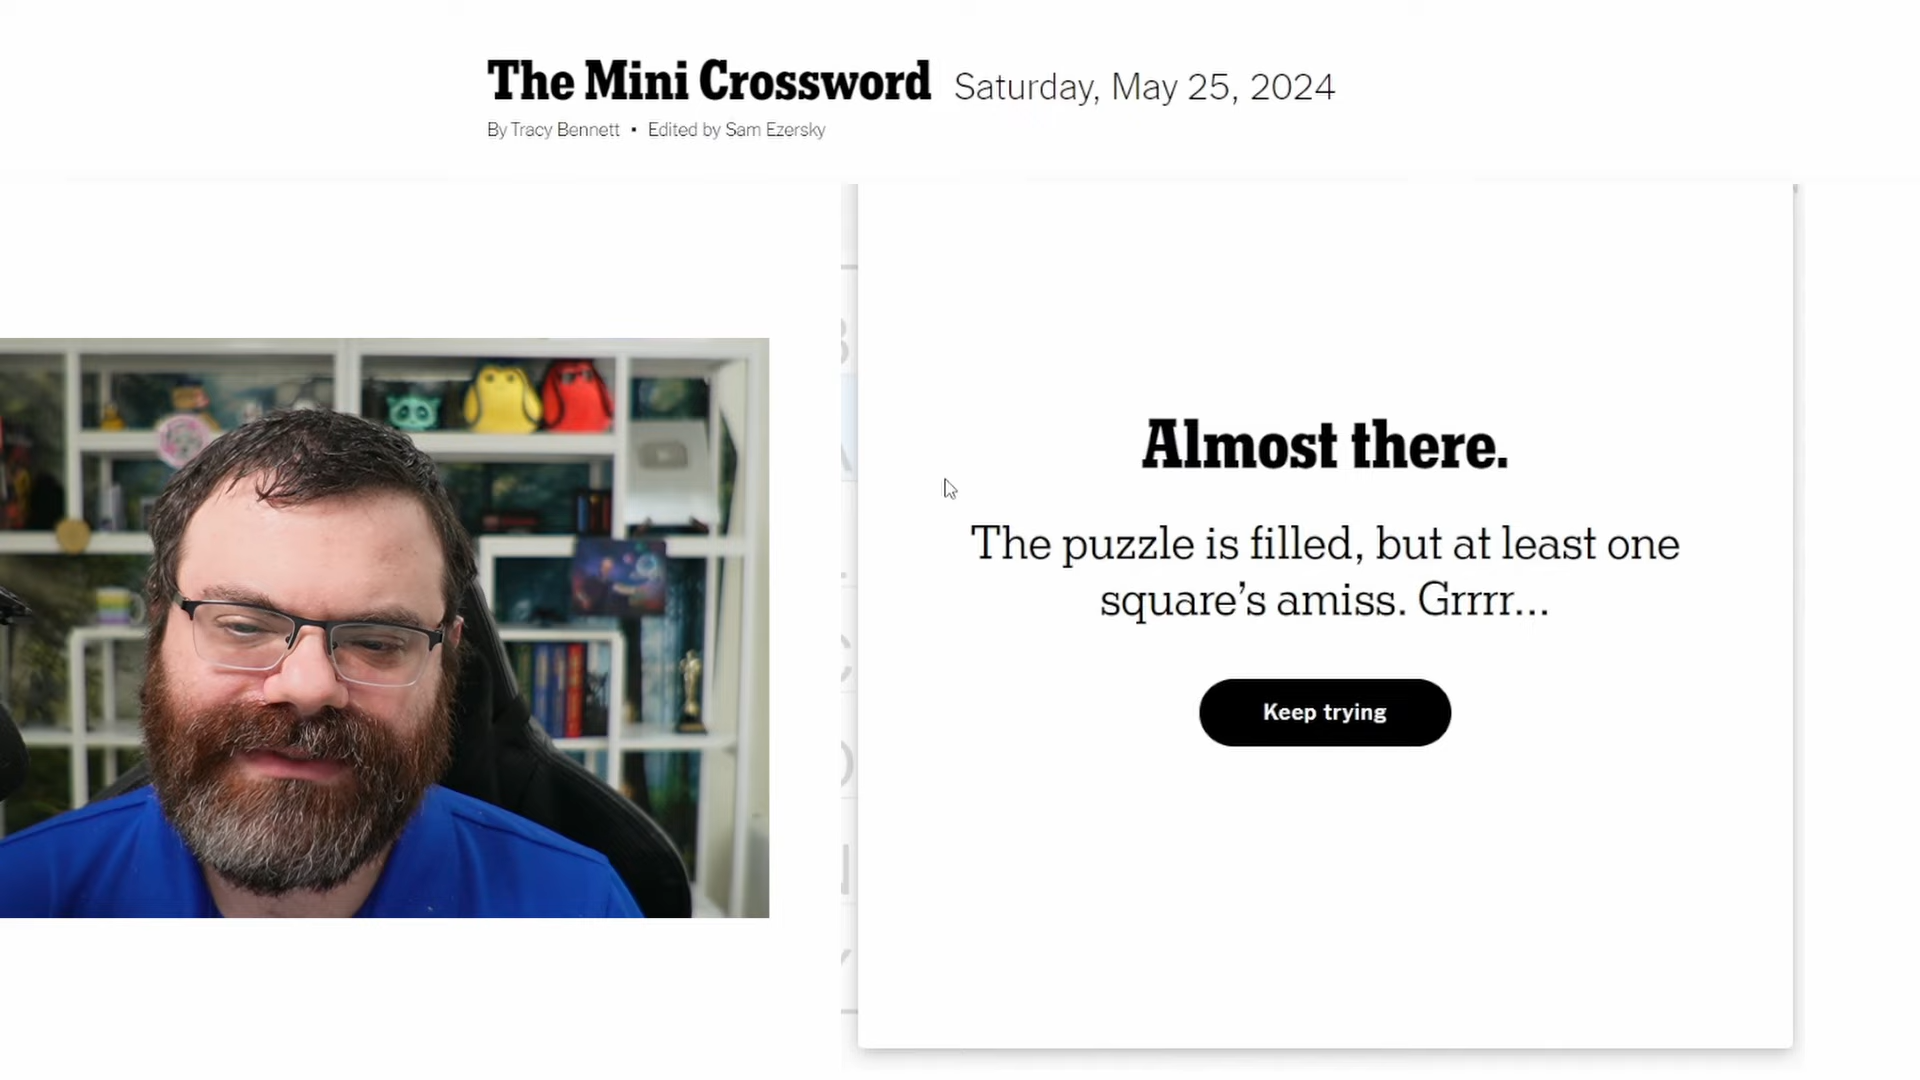 The Mini Crossword Saturday, May 25, 2024
By Tracy Bennett • Edited by Sam Ezersky
Almost there.
The puzzle is filled, but at least one
square’s amiss. Grrrr...
Keep trying